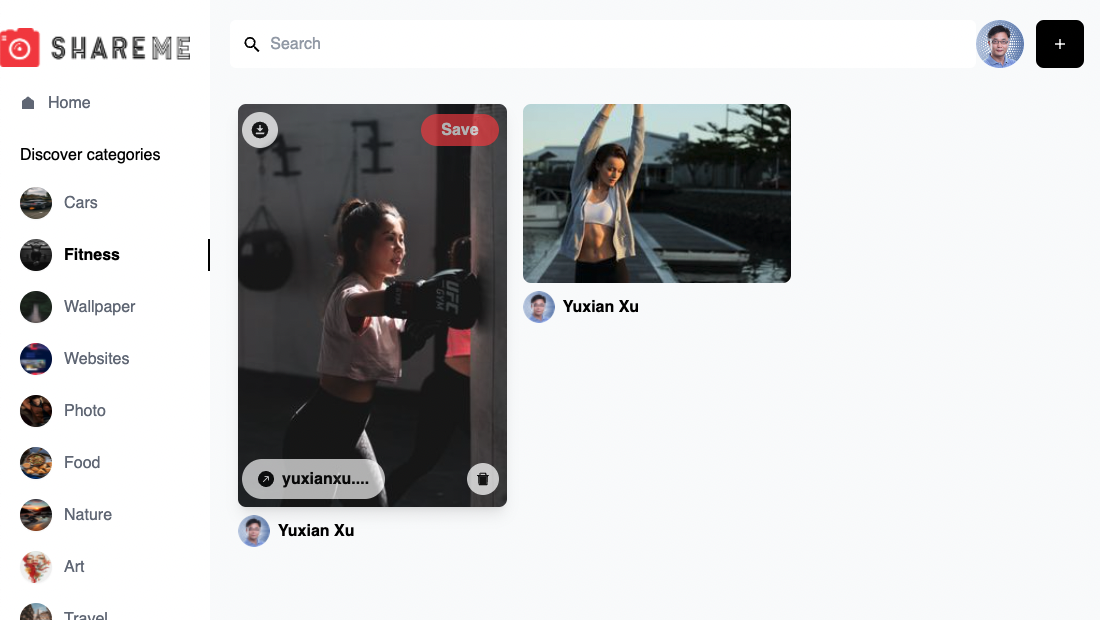 SHAREME
Search
+
Home
Discover categories
Cars
Fitness
Wallpaper
Websites
Photo
Food
Nature
Art
Travel
Save
UFC
GYM
yuxianxu....
Yuxian Xu
Yuxian Xu